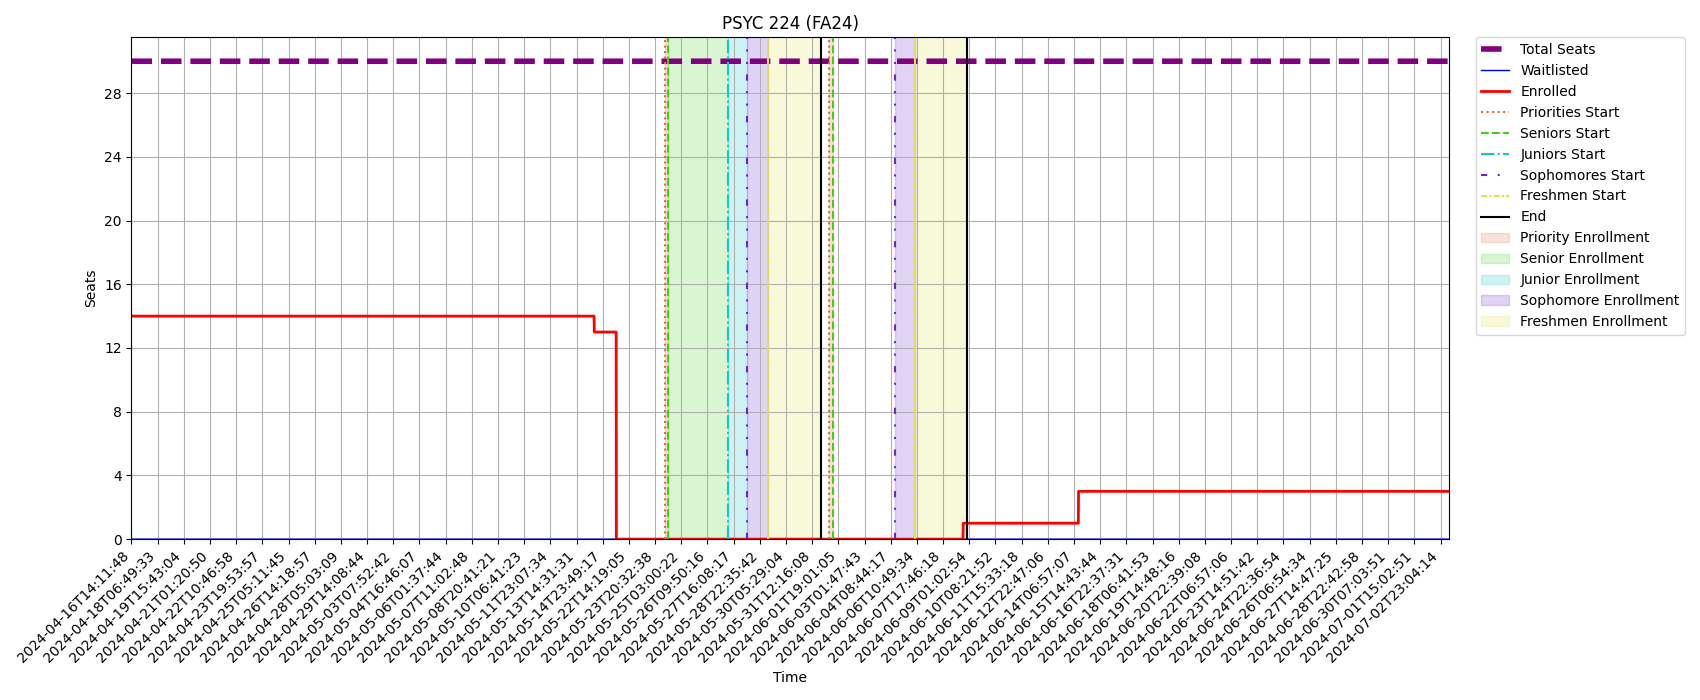 PSYC 224 (FA24)
Total Seats
Waitlisted
Enrolled
Priorities Start
Seniors Start
Juniors Start
Sophomores Start
Freshmen Start
End
Priority Enrollment
Senior Enrollment
Junior Enrollment
Sophomore Enrollment
Freshmen Enrollment
Seats
28
24
20
16
12
8
4
0
2024-04-16T14:11:48
2024-04-18T06:49:33
2024-04-19T15:43:04
2024-04-21T01:20:50
2024-04-22T10:46:58
2024-04-23T19:53:57
2024-04-25T05:11:45
2024-04-26T14:18:57
2024-04-28T05:03:09
2024-04-29T14:08:44
2024-05-03T07:52:42
2024-05-04T16:46:07
2024-05-06T01:37:44
2024-05-07T11:02:48
2024-05-08T20:41:21
2024-05-10T06:41:23
2024-05-11T23:07:34
2024-05-13T14:31:31
2024-05-14T23:49:17
2024-05-22T14:19:05
2024-05-23T20:32:38
2024-05-25T03:00:22
2024-05-26T09:50:16
2024-05-27T16:08:17
2024-05-28T22:35:42
2024-05-30T05:29:04
2024-05-31T12:16:08
2024-06-01T19:01:05
2024-06-03T01:47:43
2024-06-04T08:44:17
2024-06-06T10:49:34
2024-06-07T17:46:18
2024-06-09T01:02:54
2024-06-10T08:21:52
2024-06-11T15:33:18
2024-06-12T22:47:06
2024-06-14T06:57:07
2024-06-15T14:43:44
2024-06-16T22:37:31
2024-06-18T06:41:53
2024-06-19T14:48:16
2024-06-20T22:39:08
2024-06-22T06:57:06
2024-06-23T14:51:42
2024-06-24T22:36:54
2024-06-26T06:54:34
2024-06-27T14:47:25
2024-06-28T22:42:58
2024-06-30T07:03:51
2024-07-01T15:02:51
2024-07-02T23:04:14
Time